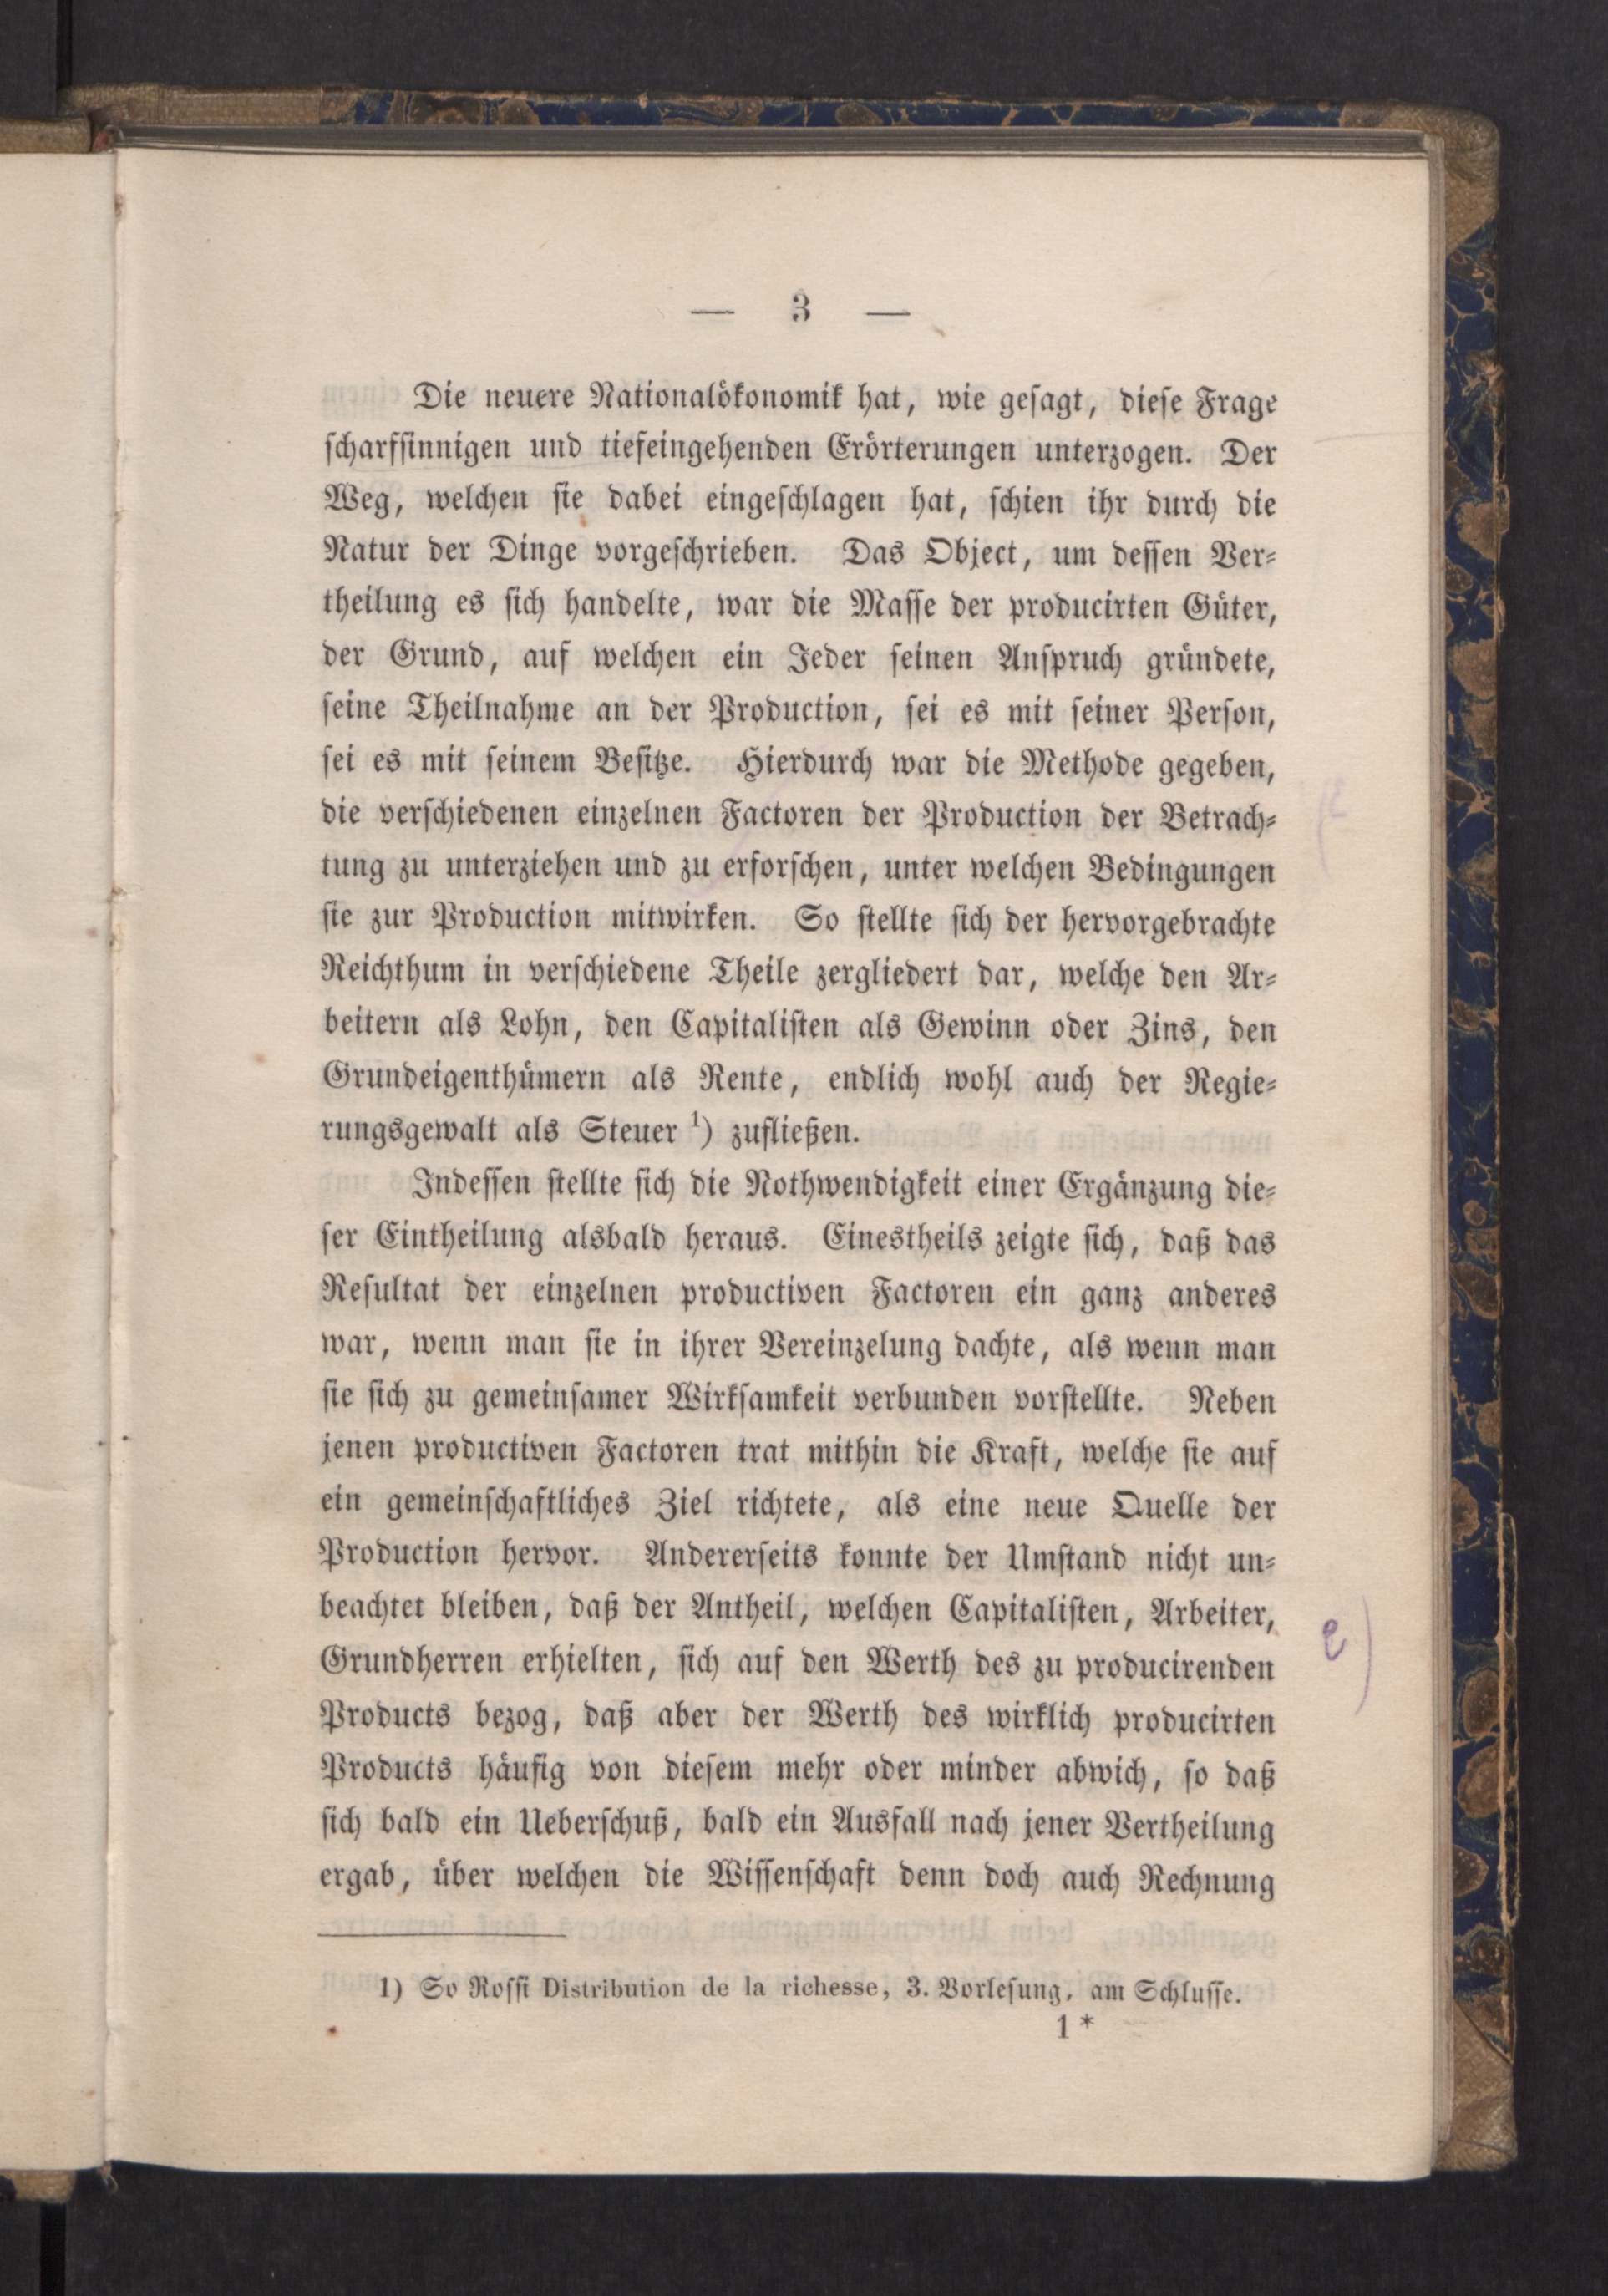 — 3 —
Die neuere Nationalökonomik hat, wie gesagt, diese Frage
scharfsinnigen und tiefeingehenden Erörterungen unterzogen. Der
Weg, welchen sie dabei eingeschlagen hat, schien ihr durch die
Natur der Dinge vorgeschrieben. Das Object, um dessen Ver-
theilung es sich handelte, war die Masse der producirten Güter,
der Grund, auf welchen ein Jeder seinen Anspruch gründete,
seine Theilnahme an der Production, sei es mit seiner Person,
sei es mit seinem Besitze. Hierdurch war die Methode gegeben,
die verschiedenen einzelnen Factoren der Production der Betrach-
tung zu unterziehen und zu erforschen, unter welchen Bedingungen
sie zur Production mitwirken. So stellte sich der hervorgebrachte
Reichthum in verschiedene Theile zergliedert dar, welche den Ar-
beitern als Lohn, den Capitalisten als Gewinn oder Zins, den
Grundeigenthümern als Rente, endlich wohl auch der Regie-
rungsgewalt als Steuer ¹) zufließen.
Indessen stellte sich die Nothwendigkeit einer Ergänzung die-
ser Eintheilung alsbald heraus. Einestheils zeigte sich, daß das
Resultat der einzelnen productiven Factoren ein ganz anderes
war, wenn man sie in ihrer Vereinzelung dachte, als wenn man
sie sich zu gemeinsamer Wirksamkeit verbunden vorstellte. Neben
jenen productiven Factoren trat mithin die Kraft, welche sie auf
ein gemeinschaftliches Ziel richtete, als eine neue Quelle der
Production hervor. Andererseits konnte der Umstand nicht un-
beachtet bleiben, daß der Antheil, welchen Capitalisten, Arbeiter,
Grundherren erhielten, sich auf den Werth des zu producirenden
Products bezog, daß aber der Werth des wirklich producirten
Products häufig von diesem mehr oder minder abwich, so daß
sich bald ein Ueberschuß, bald ein Ausfall nach jener Vertheilung
ergab, über welchen die Wissenschaft denn doch auch Rechnung
1) So Rossi Distribution de la richesse, 3. Vorlesung, am Schlusse.
1 *